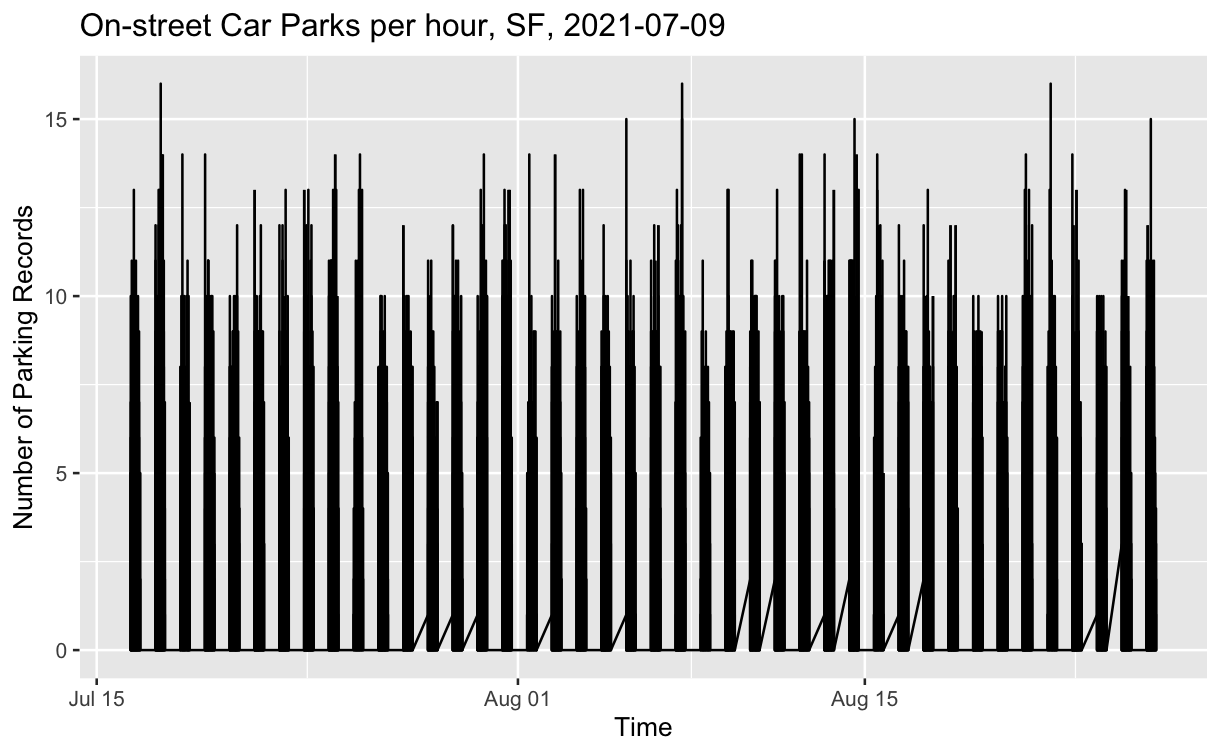 On-street Car Parks per hour, SF, 2021-07-09
Number of Parking Records
15
10
5
0
Jul 15
Aug 01
Aug 15
Time